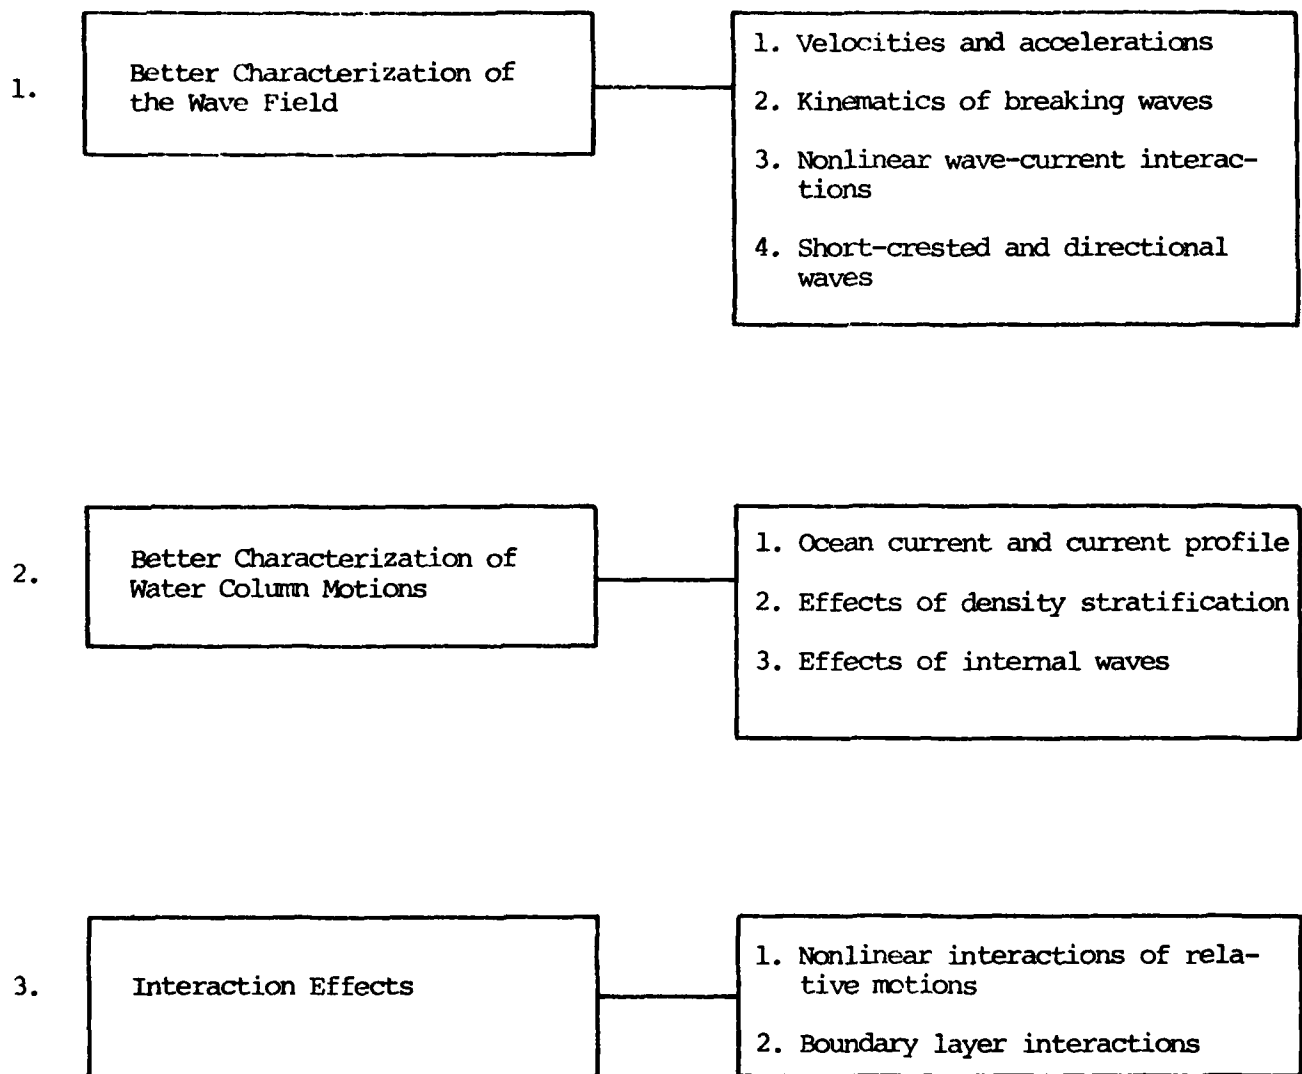 1.
Better Characterization of
the Wave Field
1. Velocities and accelerations
2. Kinematics of breaking waves
3. Nonlinear wave-current interac-
tions
4. Short-crested and directional
waves
2.
Better Characterization of
Water Column Motions
1. Ocean current and current profile
2. Effects of density stratification
3. Effects of internal waves
3.
Interaction Effects
1. Nonlinear interactions of rela-
tive motions
2. Boundary layer interactions